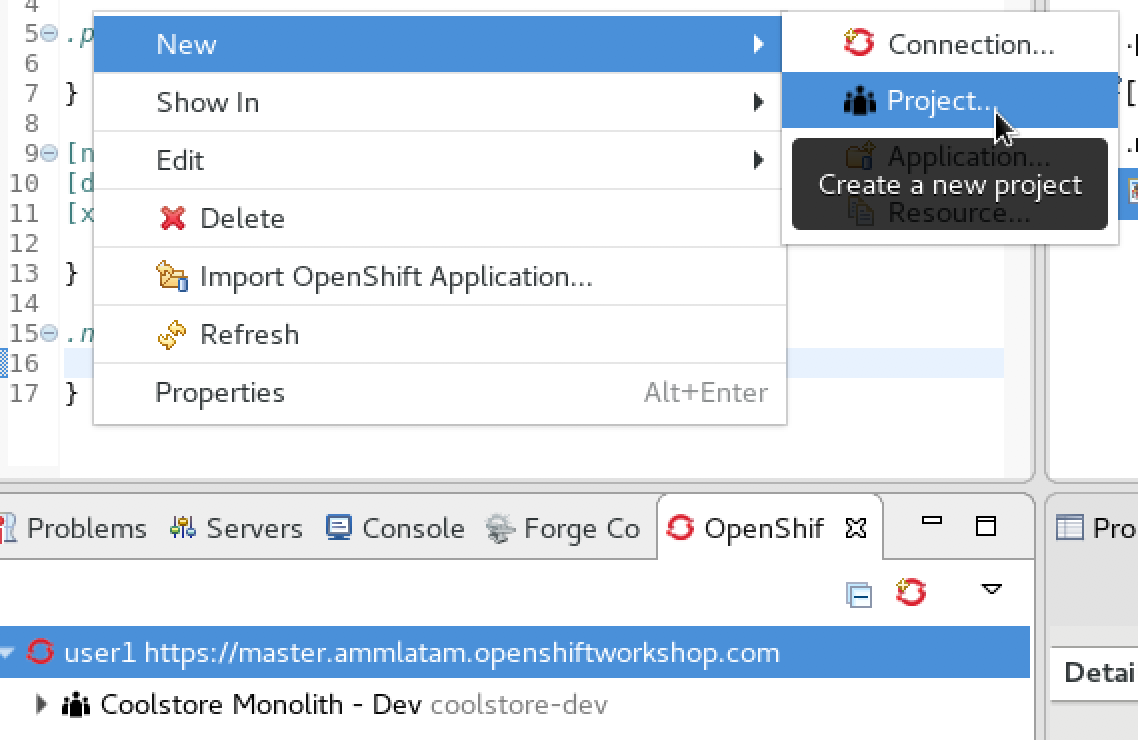 4
5 .p
6
7 }
8
9 [n
10 [d
11 [x
12
13 }
14
15 .n
16
17 }
New
Show In
Edit
Delete
Import OpenShift Application...
Refresh
Properties Alt+Enter
Connection...
Project...
Application...
Create a new project
Resource...
Problems Servers Console Forge Co OpenShif
user1 https://master.ammlatam.openshiftworkshop.com
Coolstore Monolith - Dev coolstore-dev
Pro
Detai